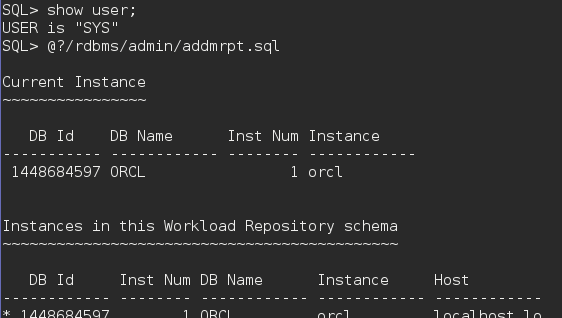 SQL> show user;
USER is "SYS"
SQL> @?/rdbms/admin/addmrpt.sql
Current Instance
~~~~~~~~~~~~~~~~
   DB Id    DB Name      Inst Num Instance
----------- ------------ -------- ------------
 1448684597 ORCL                1 orcl
Instances in this Workload Repository schema
~~~~~~~~~~~~~~~~~~~~~~~~~~~~~~~~~~~~~~~~~~~~
   DB Id     Inst Num DB Name      Instance     Host
------------ -------- ------------ ------------ ------------
* 1448684597        1 ORCL         orcl         localhost.lo